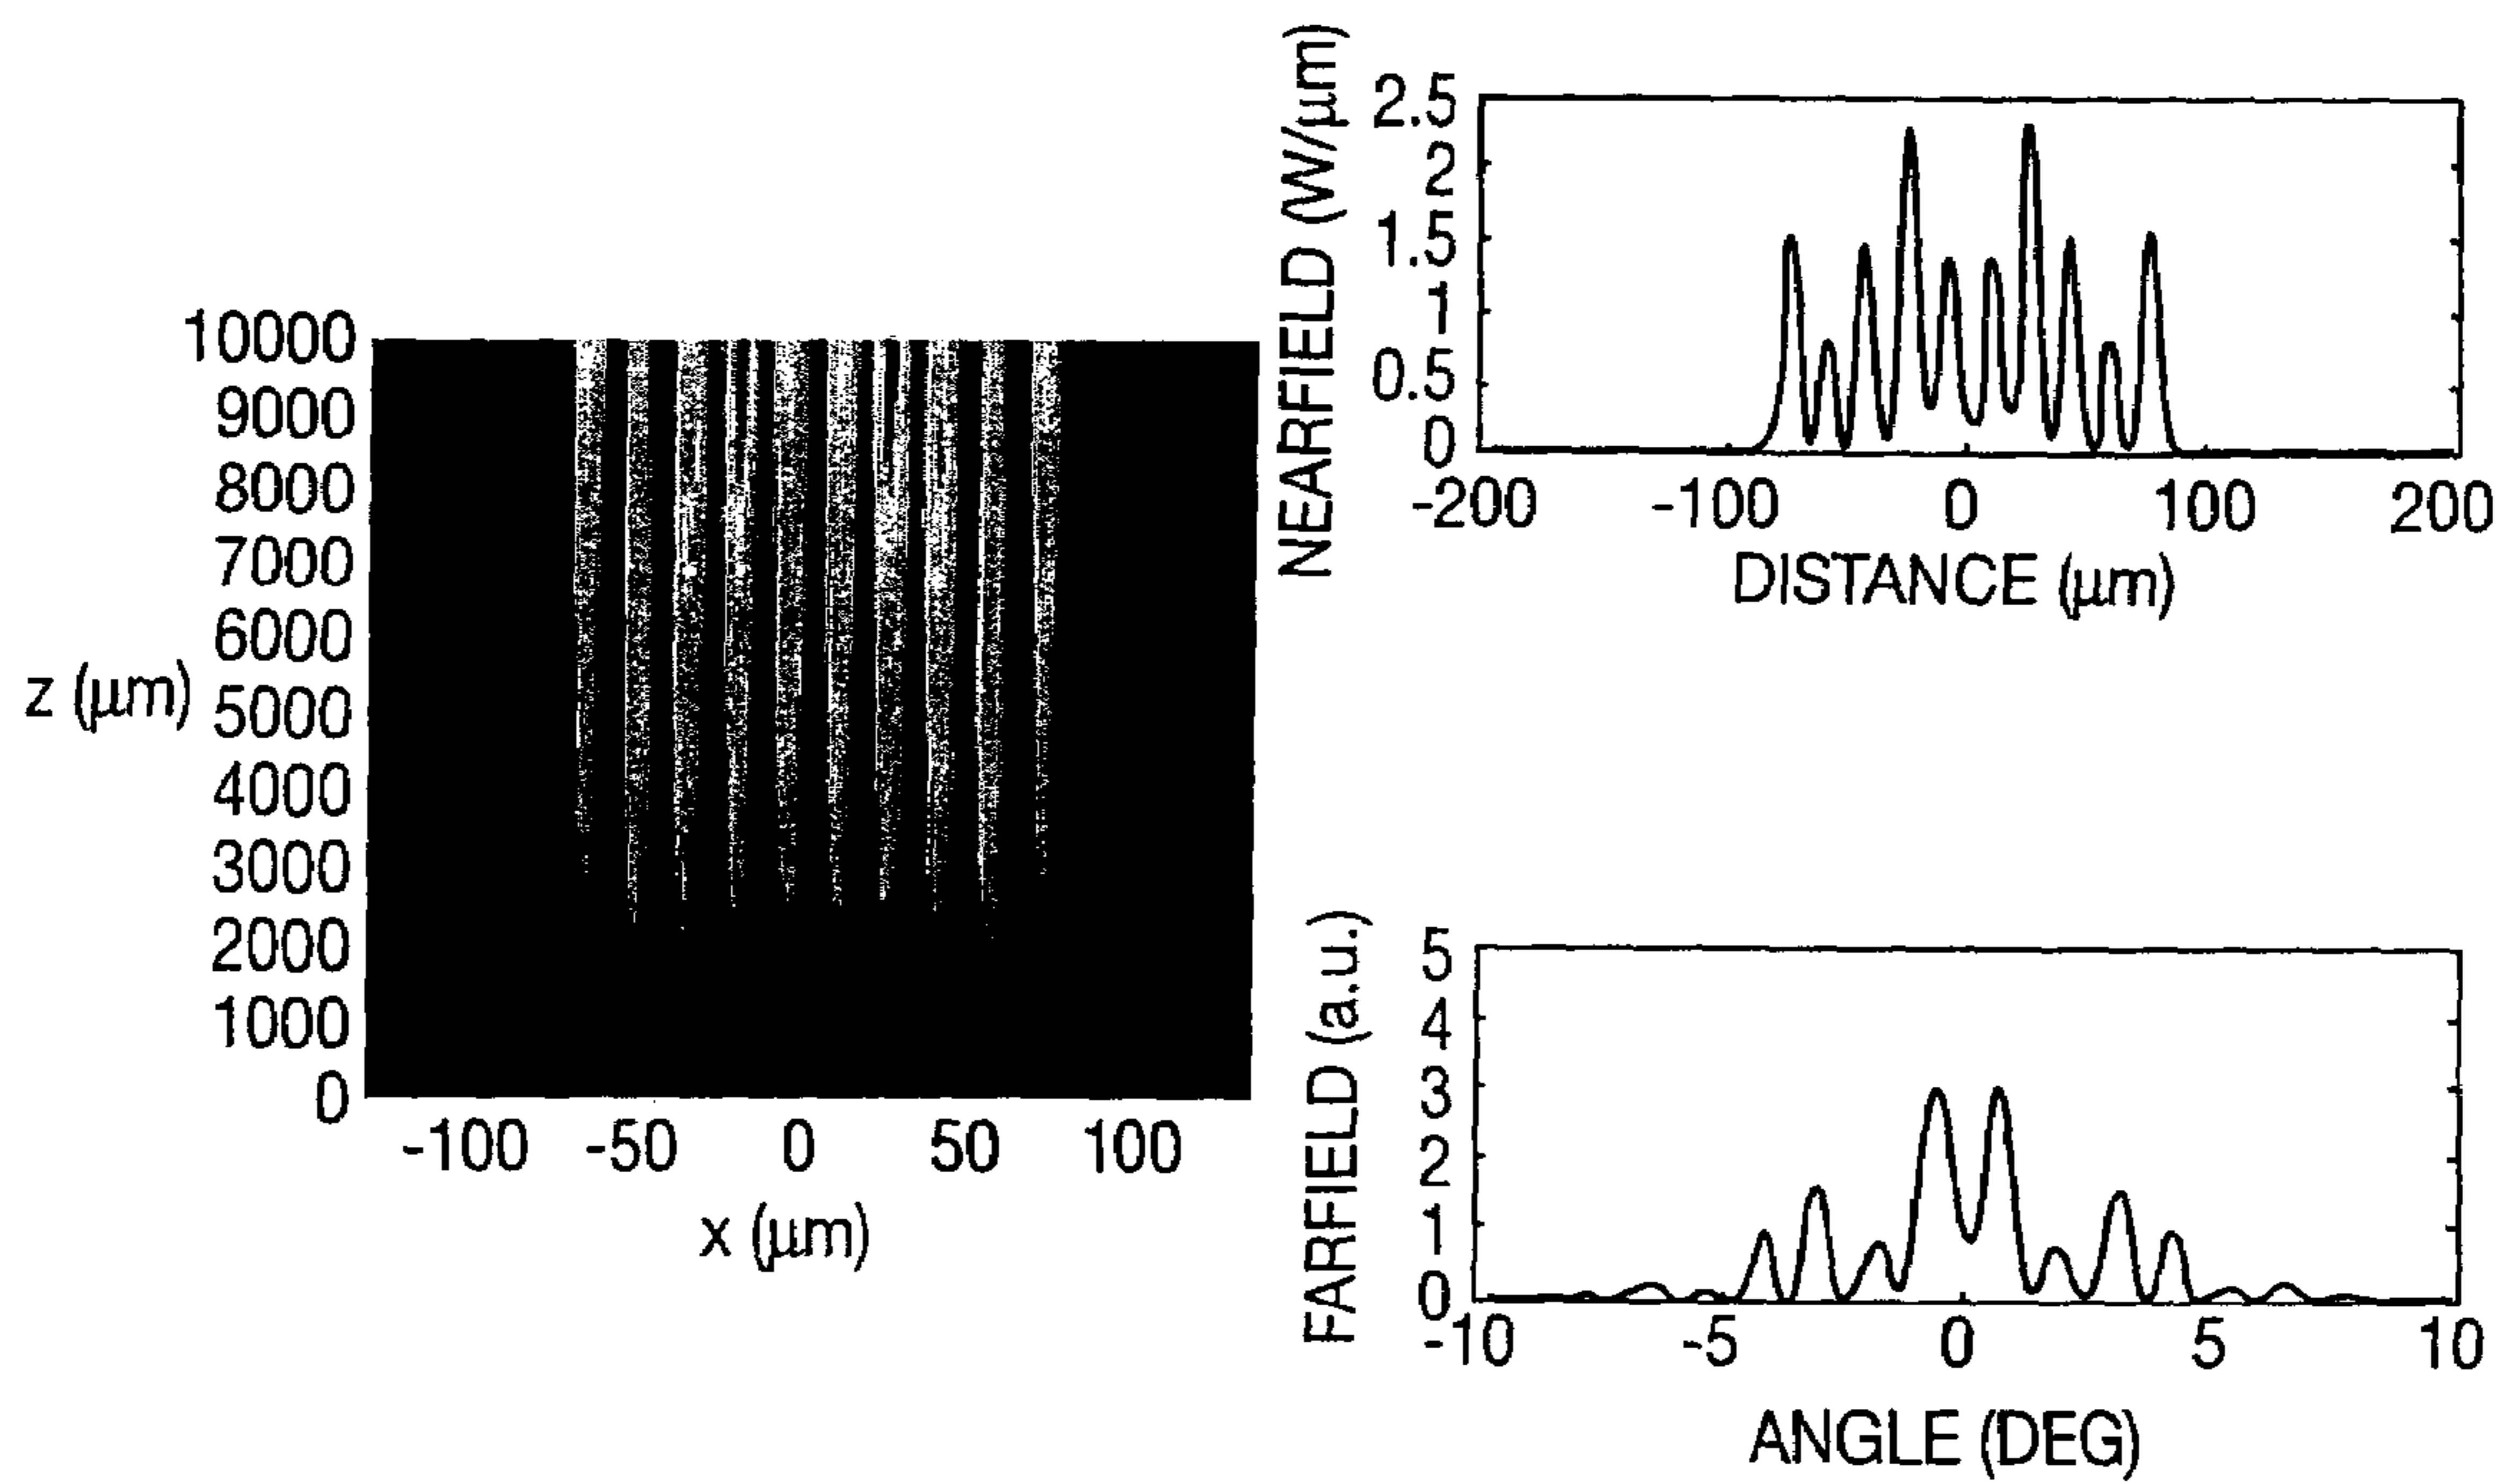 10000
9000
8000
7000
6000
5000
4000
3000
2000
1000
0
z (μm)
-100 -50 0 50 100
x (μm)
NEARFIELD (W/μm)
2.5
2
1.5
1
0.5
0
-200 -100 0 100 200
DISTANCE (μm)
FARFIELD (a.u.)
5
4
3
2
1
0
-10 -5 0 5 10
ANGLE (DEG)